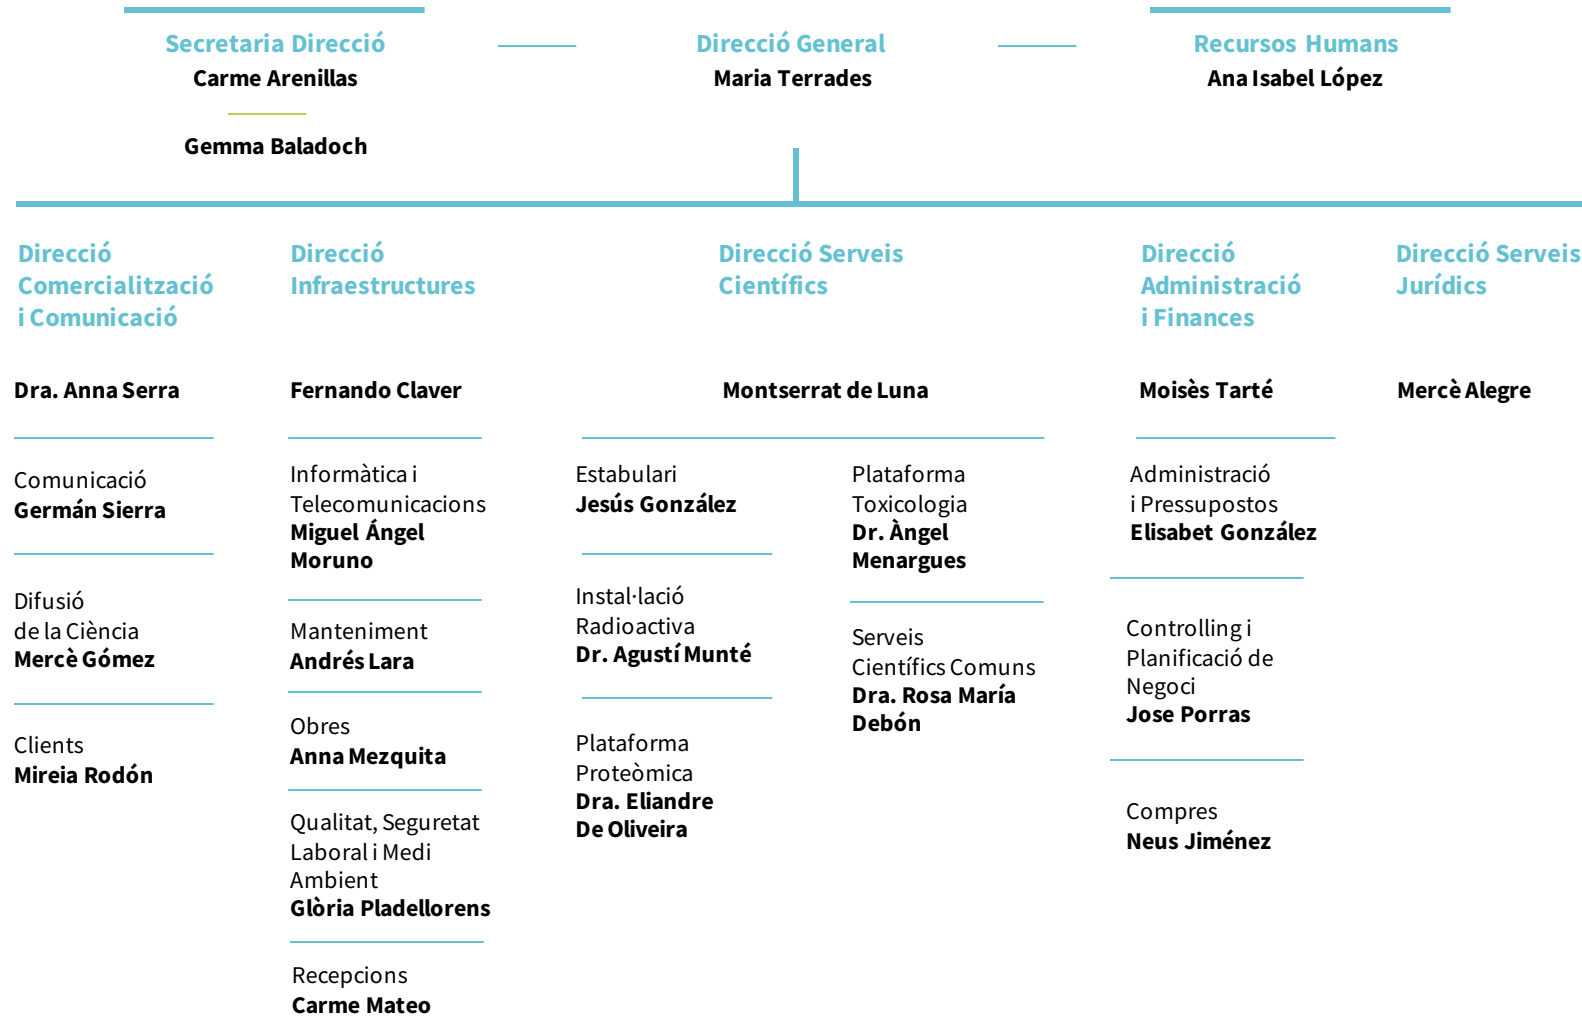 Secretaria Direcció
Carme Arenillas
Gemma Baladoch
Direcció General
Maria Terrades
Recursos Humans
Ana Isabel López
Direcció
Comercialització
i Comunicació
Dra. Anna Serra
Comunicació
Germán Sierra
Difusió
de la Ciència
Mercè Gómez
Clients
Mireia Rodón
Direcció
Infraestructures
Fernando Claver
Informàtica i
Telecomunicacions
Miguel Ángel
Moruno
Manteniment
Andrés Lara
Obres
Anna Mezquita
Qualitat, Seguretat
Laboral i Medi
Ambient
Glòria Pladellorens
Recepcions
Carme Mateo
Direcció Serveis
Científics
Montserrat de Luna
Estabulari
Jesús González
Instal·lació
Radioactiva
Dr. Agustí Munté
Plataforma
Proteòmica
Dra. Eliandre
De Oliveira
Plataforma
Toxicologia
Dr. Àngel
Menargues
Serveis
Científics Comuns
Dra. Rosa María
Debón
Direcció
Administració
i Finances
Moisès Tarté
Administració
i Pressupostos
Elisabet González
Controlling i
Planificació de
Negoci
Jose Porras
Compres
Neus Jiménez
Direcció Serveis
Jurídics
Mercè Alegre